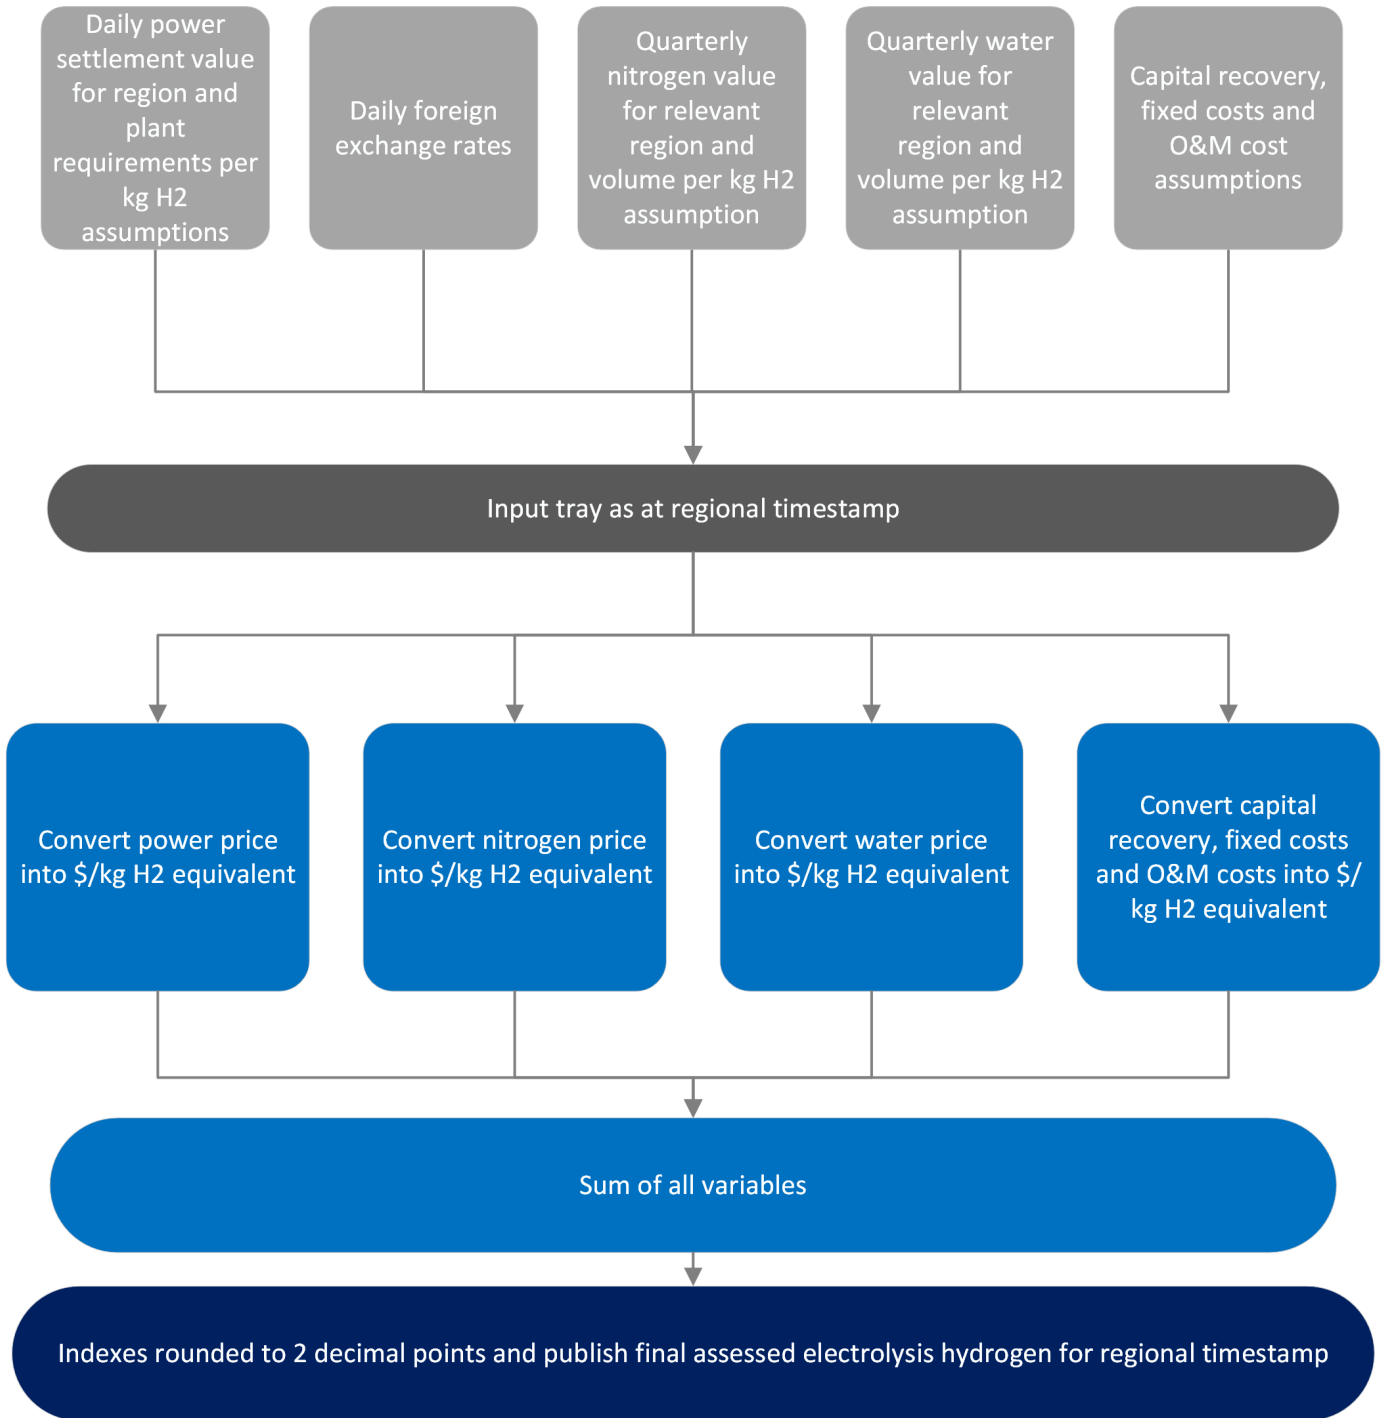 Daily power
settlement value
for region and
plant
requirements per
kg H2
assumptions
Daily foreign
exchange rates
Quarterly
nitrogen value
for relevant
region and
volume per kg H2
assumption
Quarterly water
value for
relevant
region and
volume per kg H2
assumption
Capital recovery,
fixed costs and
O&M cost
assumptions
Input tray as at regional timestamp
Convert power price
into $/kg H2 equivalent
Convert nitrogen price
into $/kg H2 equivalent
Convert water price
into $/kg H2 equivalent
Convert capital
recovery, fixed costs
and O&M costs into $/
kg H2 equivalent
Sum of all variables
Indexes rounded to 2 decimal points and publish final assessed electrolysis hydrogen for regional timestamp